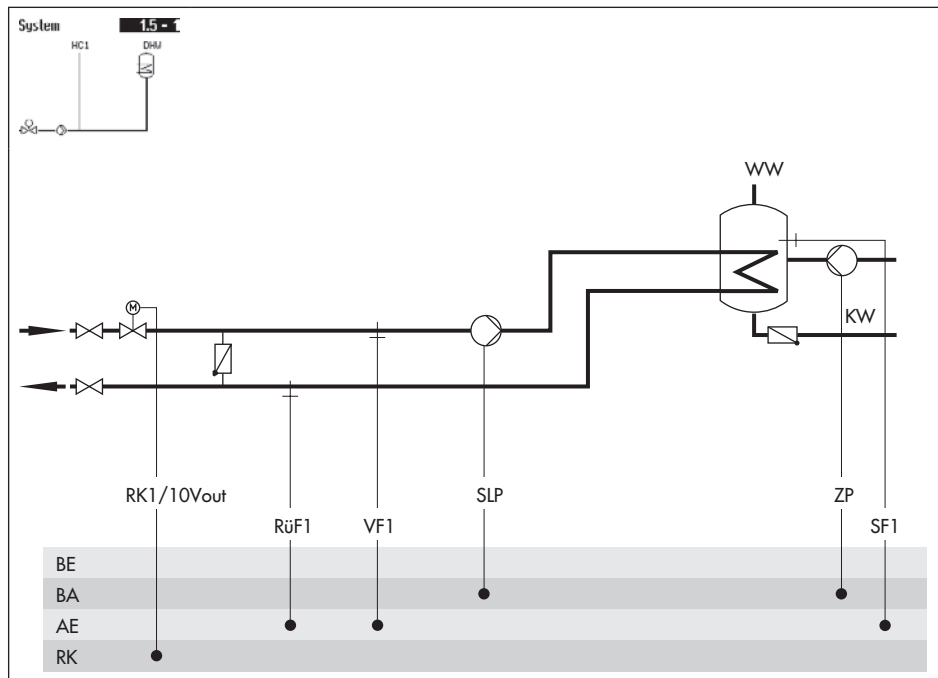 System 1.5 - 1
HC1 DHW
WW
M
KW
RK1/10Vout
SLP
ZP
RüF1
VF1
SF1
BE
BA
AE
RK